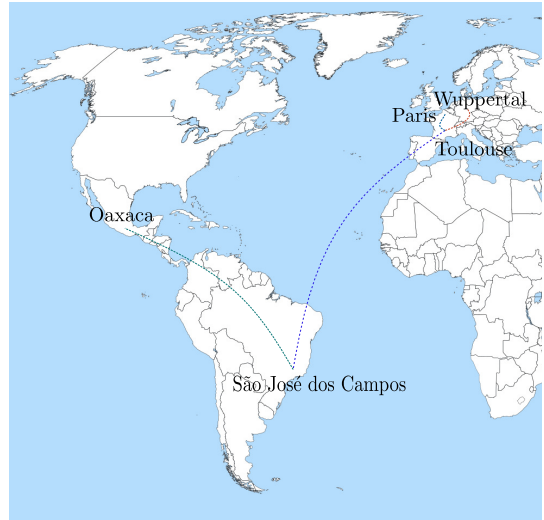 Wuppertal
Paris
Toulouse
Oaxaca
São José dos Campos